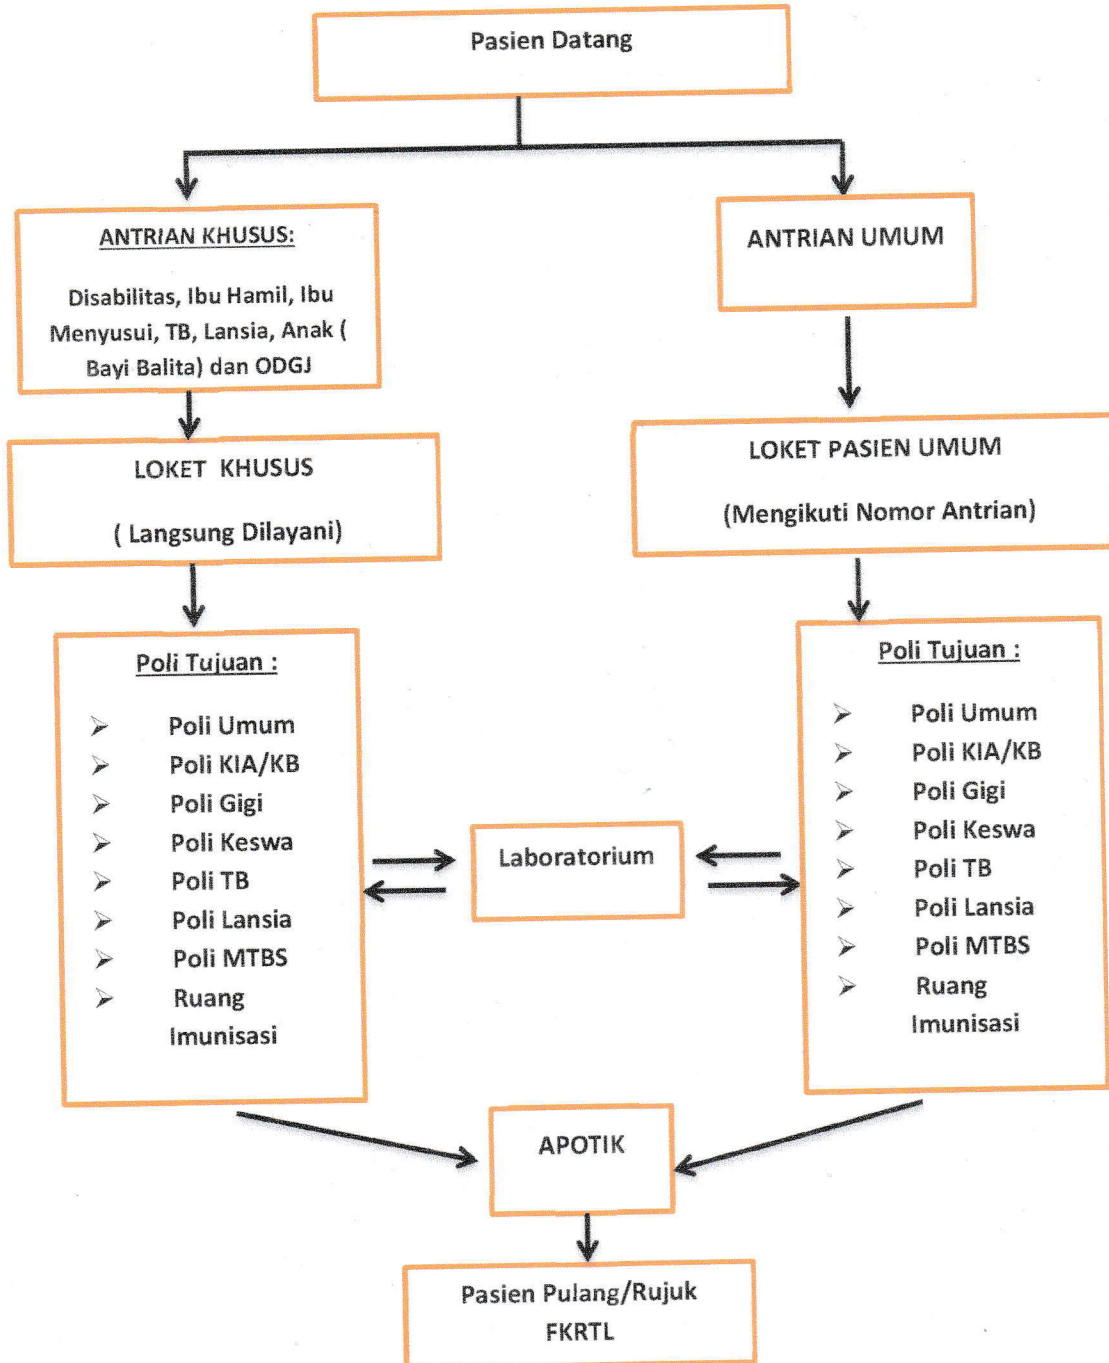 Pasien Datang
ANTRIAN KHUSUS:
Disabilitas, Ibu Hamil, Ibu
Menyusui, TB, Lansia, Anak (
Bayi Balita) dan ODGJ
ANTRIAN UMUM
LOKET KHUSUS
( Langsung Dilayani)
LOKET PASIEN UMUM
(Mengikuti Nomor Antrian)
Poli Tujuan :
Poli Umum
Poli KIA/KB
Poli Gigi
Poli Keswa
Poli TB
Poli Lansia
Poli MTBS
Ruang
Imunisasi
Laboratorium
Poli Tujuan :
Poli Umum
Poli KIA/KB
Poli Gigi
Poli Keswa
Poli TB
Poli Lansia
Poli MTBS
Ruang
Imunisasi
APOTIK
Pasien Pulang/Rujuk
FKRTL